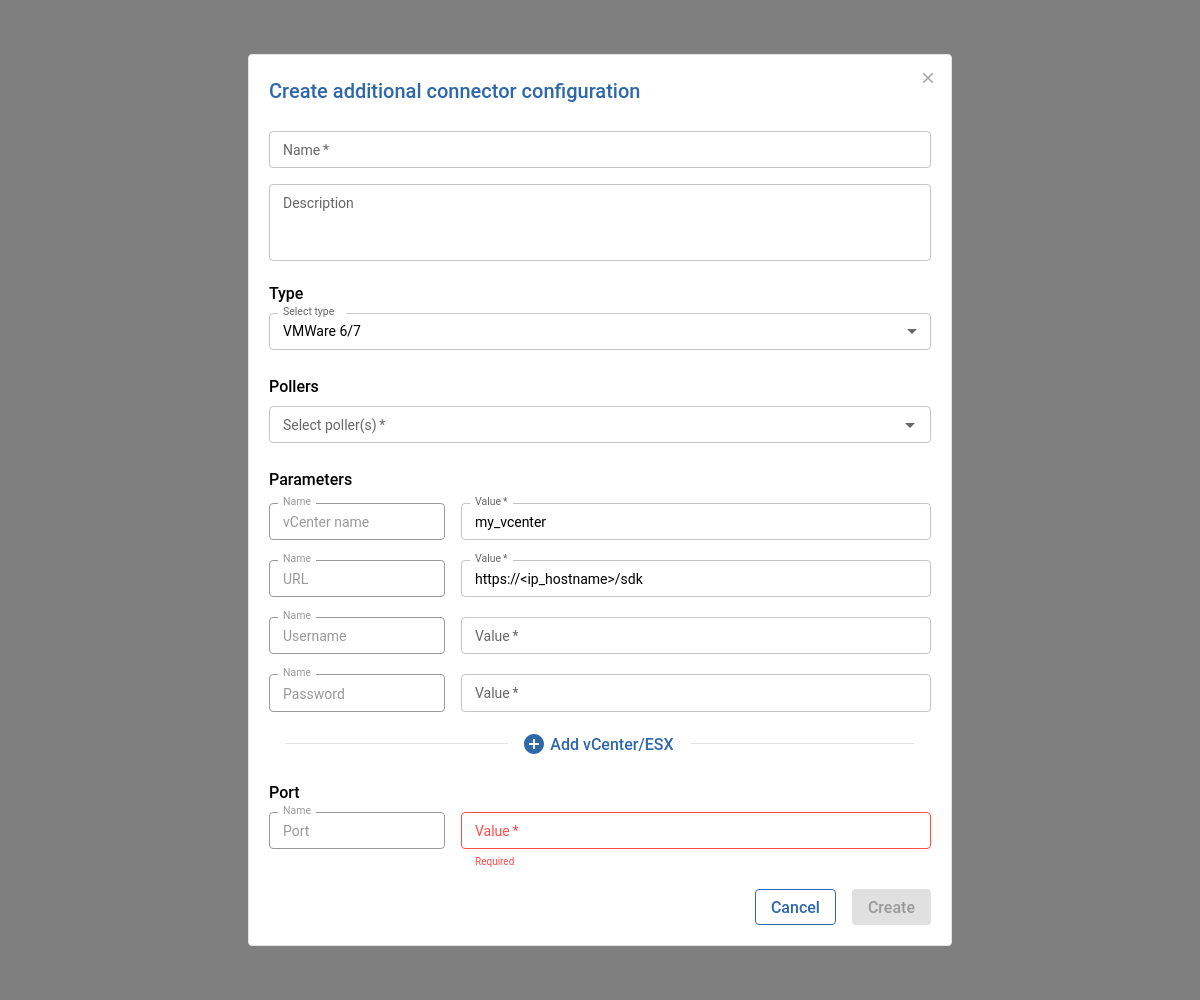 Create additional connector configuration
Name *
Description
Type
Select type
VMWare 6/7
Pollers
Select poller(s) *
Parameters
Name
vCenter name
Value *
my_vcenter
Name
URL
Value *
https://<ip_hostname>/sdk
Name
Username
Value *
Name
Password
Value *
Add vCenter/ESX
Port
Name
Port
Value *
Required
Cancel
Create